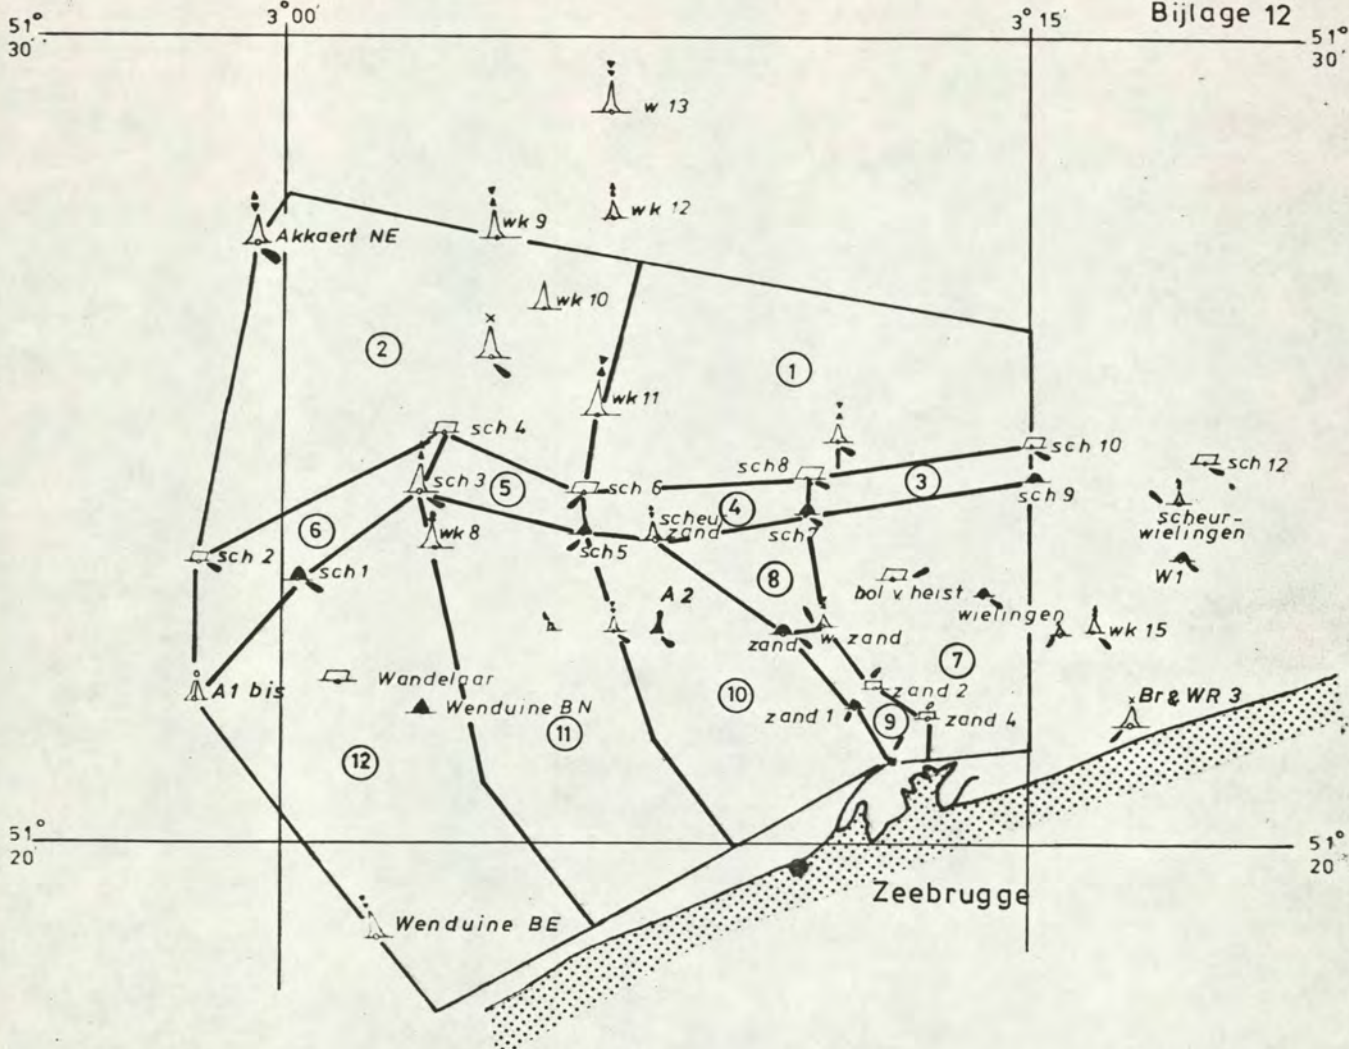 3° 00'
3° 15'
Bijlage 12
51°
30'
51°
30'
w 13
wk 12
wk 9
Akkaert NE
wk 10
2
1
wk 11
sch 4
sch 10
sch 8
sch 12
sch 3
5
sch 6
3
sch 9
4
scheur-
wielingen
scheu
zand
6
wk 8
sch 5
sch 7
sch 2
sch 1
W1
8
bol v. heist
A 2
wielingen
zand
w. zand
wk 15
7
A1 bis
Wandelaar
zand 2
10
Br & WR 3
Wenduine BN
zand 1
9
zand 4
11
12
51°
20'
51°
20'
Zeebrugge
Wenduine BE